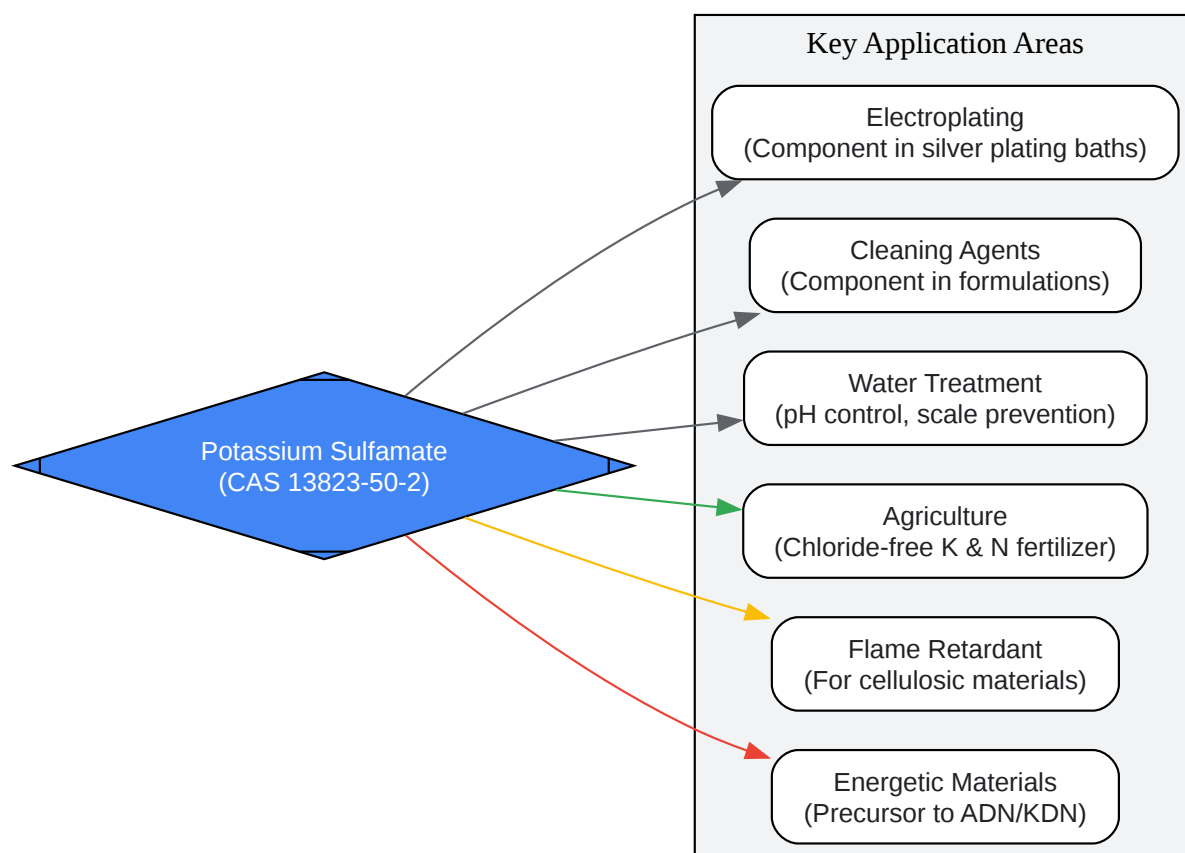 Key Application Areas
Electroplating
(Component in silver plating baths)
Cleaning Agents
(Component in formulations)
Water Treatment
(pH control, scale prevention)
Potassium Sulfamate
(CAS 13823-50-2)
Agriculture
(Chloride-free K & N fertilizer)
Flame Retardant
(For cellulosic materials)
Energetic Materials
(Precursor to ADN/KDN)